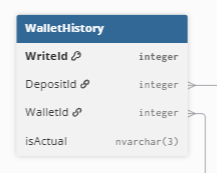 WalletHistory
WriteId integer
DepositId integer
WalletId integer
isActual nvarchar(3)